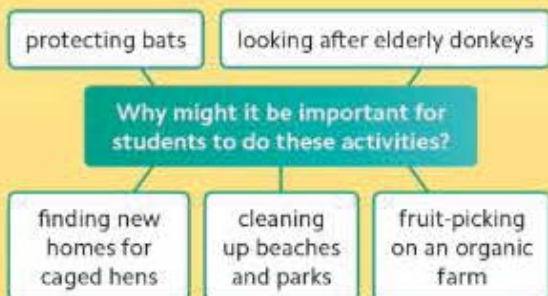 protecting bats
looking after elderly donkeys
Why might it be important for
students to do these activities?
finding new
homes for
caged hens
cleaning
up beaches
and parks
fruit-picking
on an organic
farm